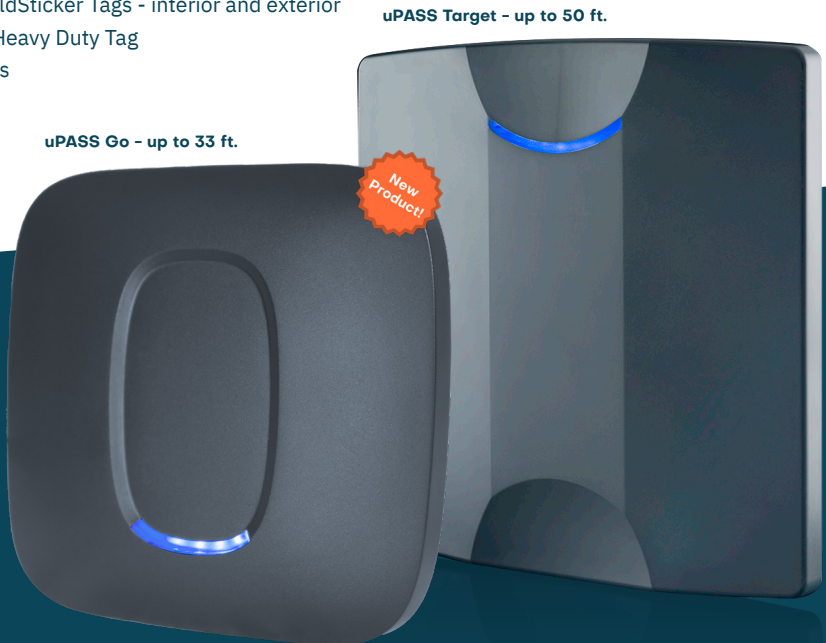 ldSticker Tags - interior and exterior
Heavy Duty Tag
s
uPASS Target - up to 50 ft.
uPASS Go - up to 33 ft.
New
Product!